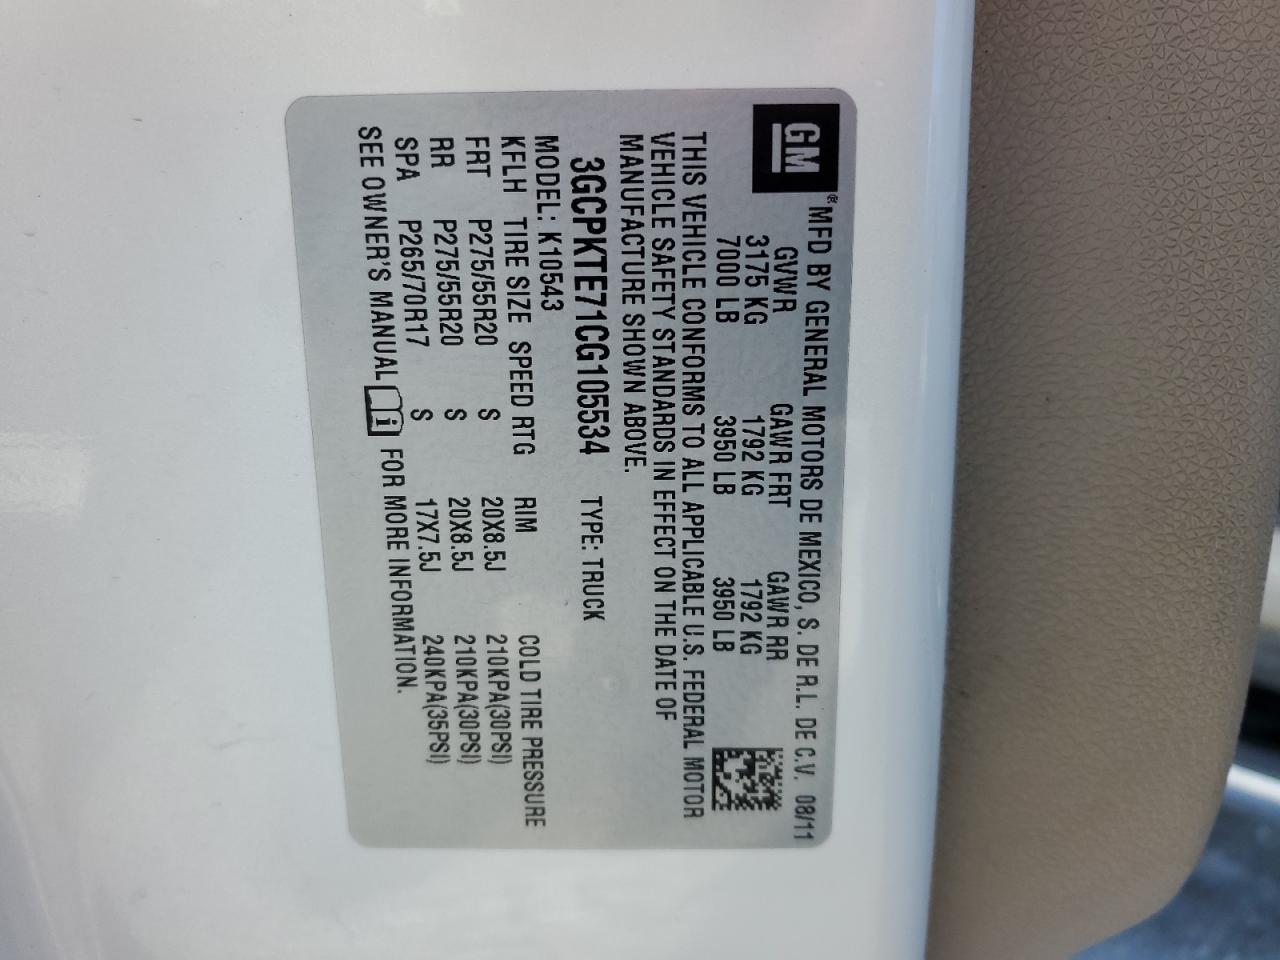 GM® MFD BY GENERAL MOTORS DE MEXICO, S. DE R.L. DE C.V. 08/11
GVWR GAWR FRT GAWR RR
3175 KG 1792 KG 1792 KG
7000 LB 3950 LB 3950 LB
THIS VEHICLE CONFORMS TO ALL APPLICABLE U.S. FEDERAL MOTOR
VEHICLE SAFETY STANDARDS IN EFFECT ON THE DATE OF
MANUFACTURE SHOWN ABOVE.
3GCPKTE71CG105534 TYPE: TRUCK
MODEL: K10543
KFLH TIRE SIZE SPEED RTG RIM COLD TIRE PRESSURE
FRT P275/55R20 S 20X8.5J 210KPA(30PSI)
RR P275/55R20 S 20X8.5J 210KPA(30PSI)
SPA P265/70R17 S 17X7.5J 240KPA(35PSI)
SEE OWNER'S MANUAL i FOR MORE INFORMATION.